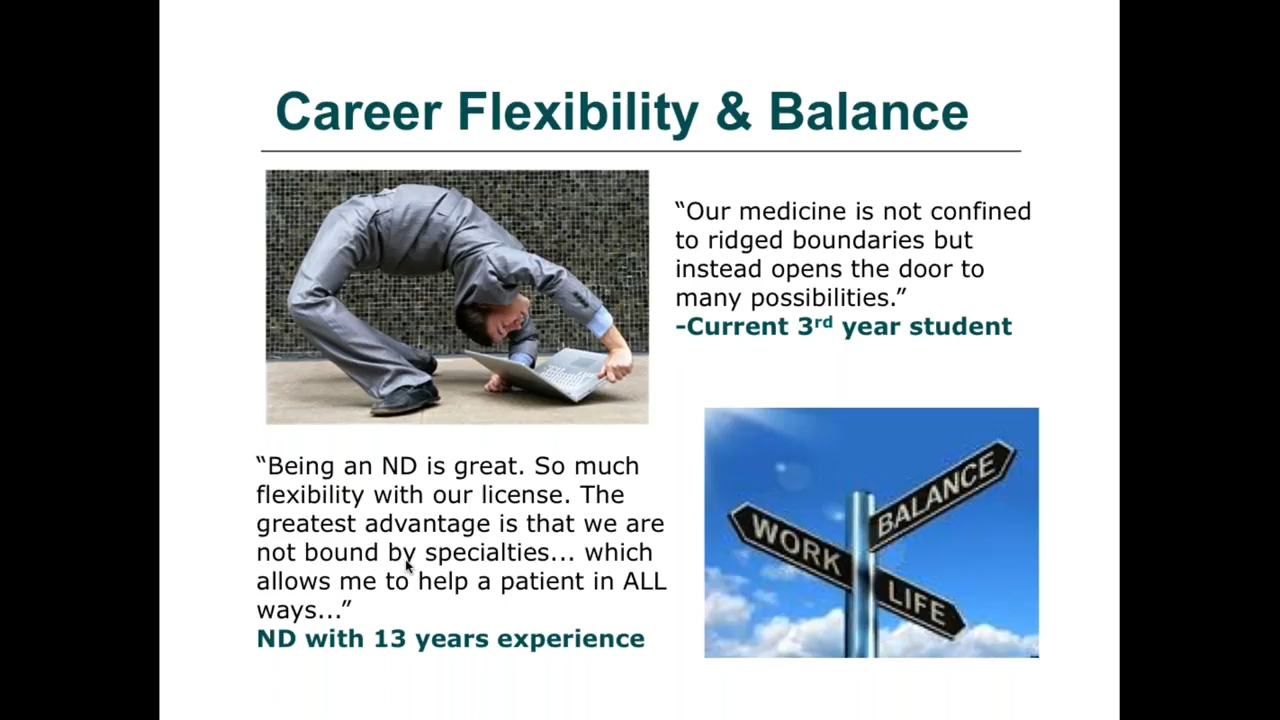 Career Flexibility & Balance
“Our medicine is not confined
to ridged boundaries but
instead opens the door to
many possibilities.”
-Current 3rd year student
“Being an ND is great. So much
flexibility with our license. The
greatest advantage is that we are
not bound by specialties... which
allows me to help a patient in ALL
ways...”
ND with 13 years experience
BALANCE
WORK
LIFE